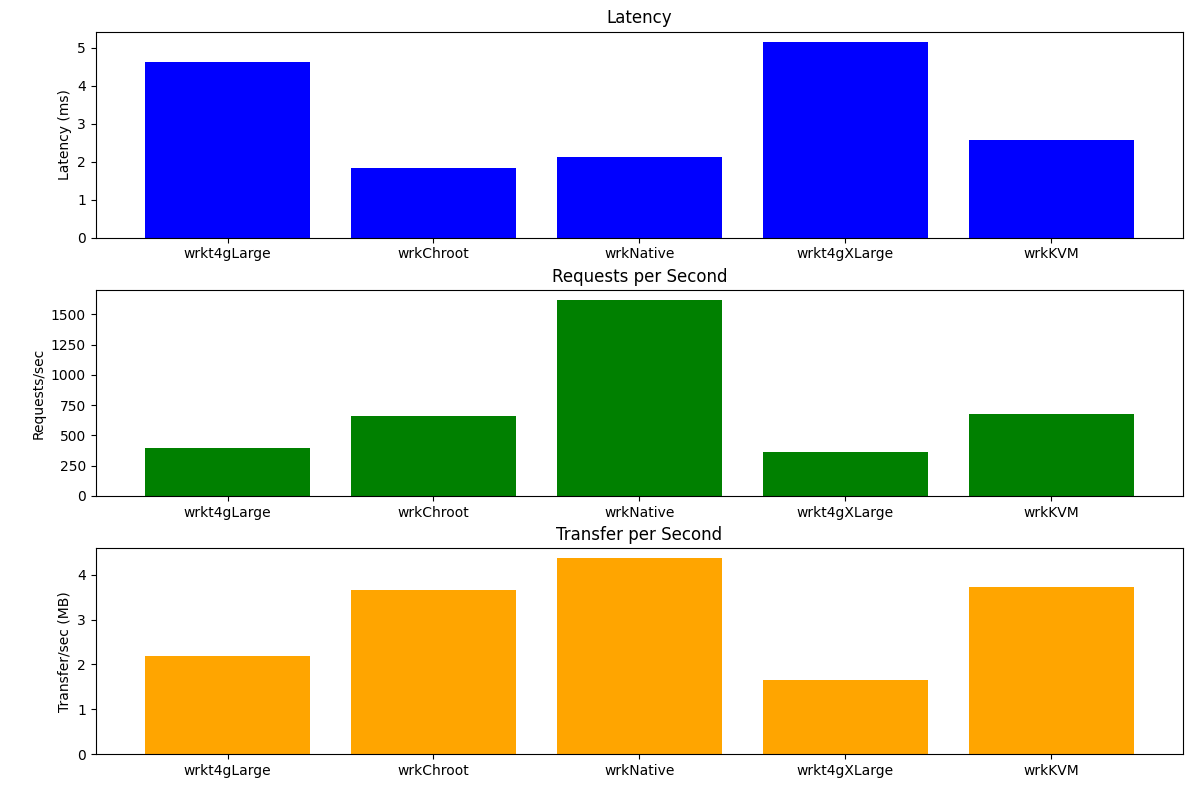 Latency
Latency (ms)
5
4
3
2
1
0
wrkt4gLarge wrkChroot wrkNative wrkt4gXLarge wrkKVM
Requests per Second
Requests/sec
1500
1250
1000
750
500
250
0
wrkt4gLarge wrkChroot wrkNative wrkt4gXLarge wrkKVM
Transfer per Second
Transfer/sec (MB)
4
3
2
1
0
wrkt4gLarge wrkChroot wrkNative wrkt4gXLarge wrkKVM